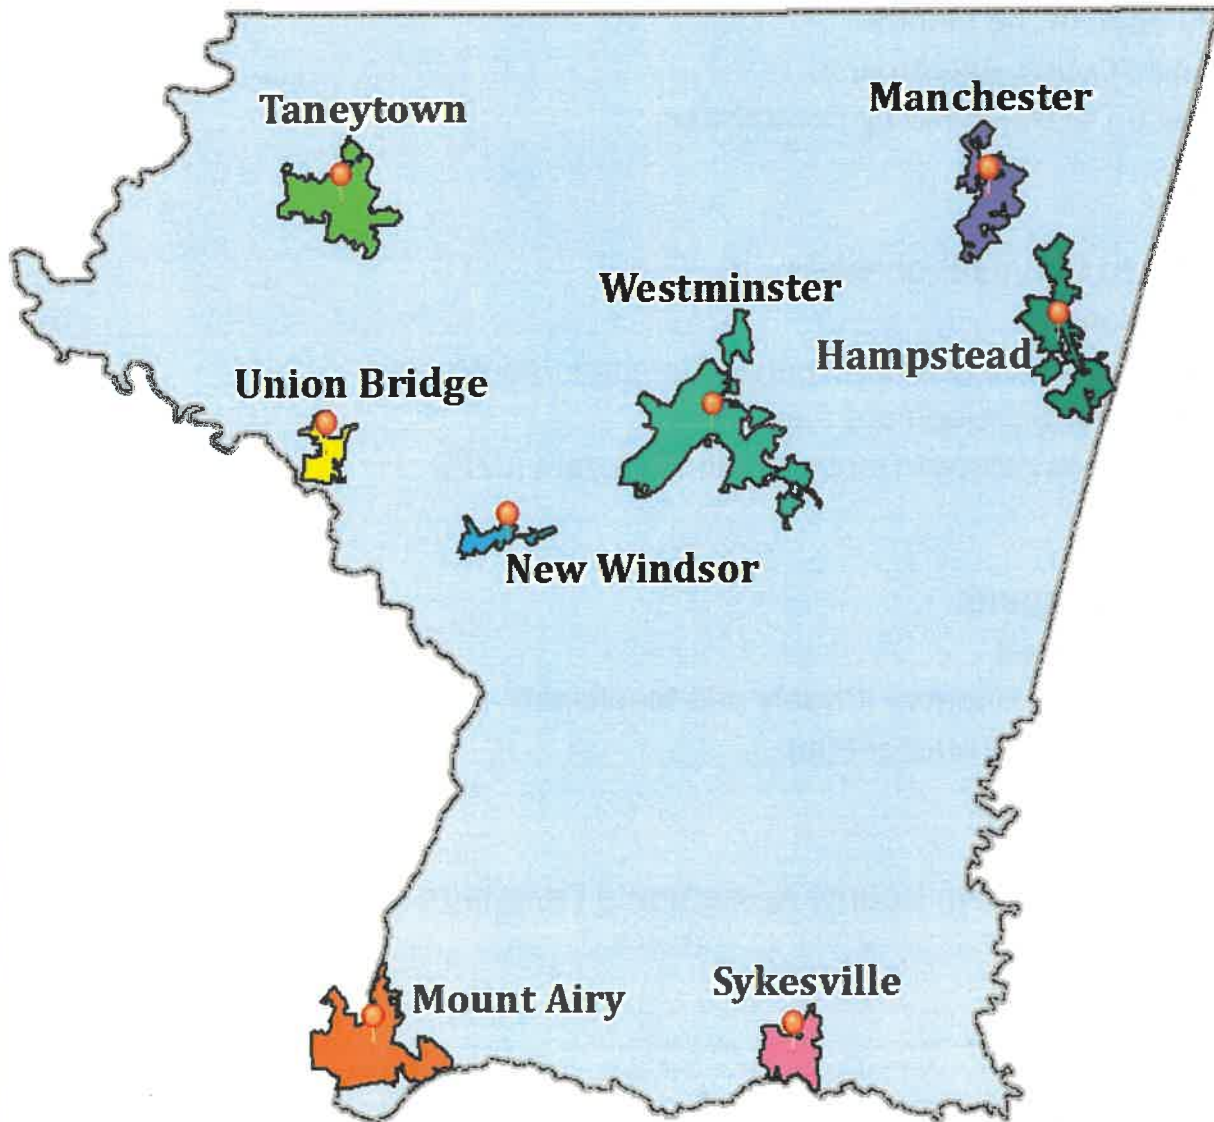 Taneytown
Manchester
Westminster
Hampstead
Union Bridge
New Windsor
Mount Airy
Sykesville